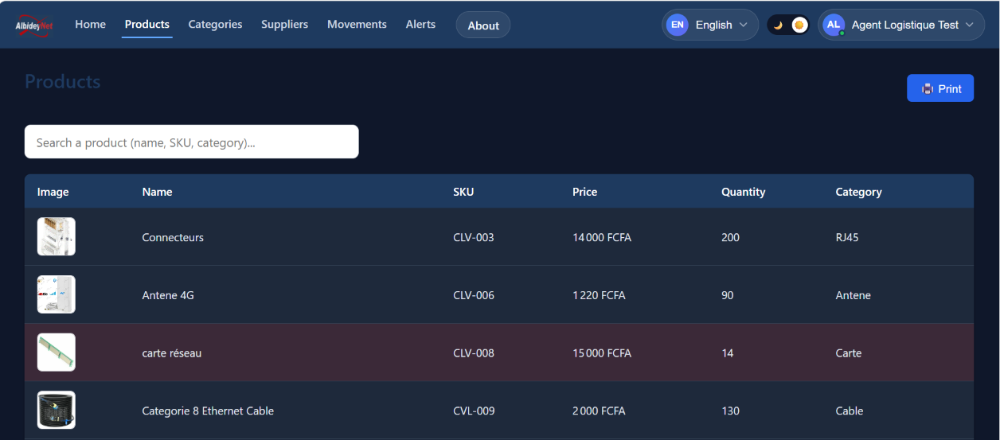 AlbideyNet Home Products Categories Suppliers Movements Alerts About EN English AL Agent Logistique Test
Products
Print
Search a product (name, SKU, category)...
Image Name SKU Price Quantity Category
Connecteurs CLV-003 14 000 FCFA 200 RJ45
Antene 4G CLV-006 1 220 FCFA 90 Antene
carte réseau CLV-008 15 000 FCFA 14 Carte
Categorie 8 Ethernet Cable CVL-009 2 000 FCFA 130 Cable